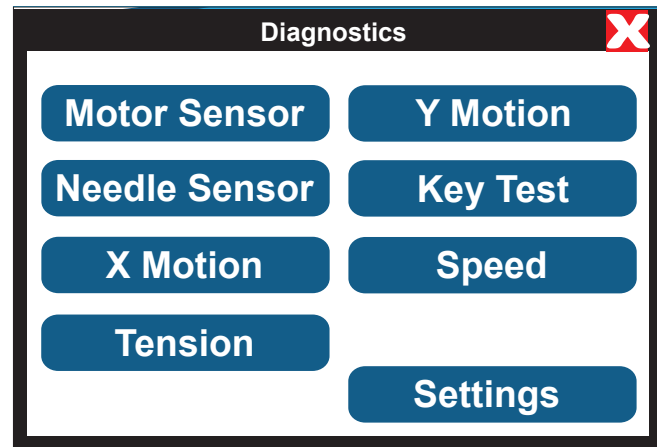 Diagnostics
X
Motor Sensor
Y Motion
Needle Sensor
Key Test
X Motion
Speed
Tension
Settings